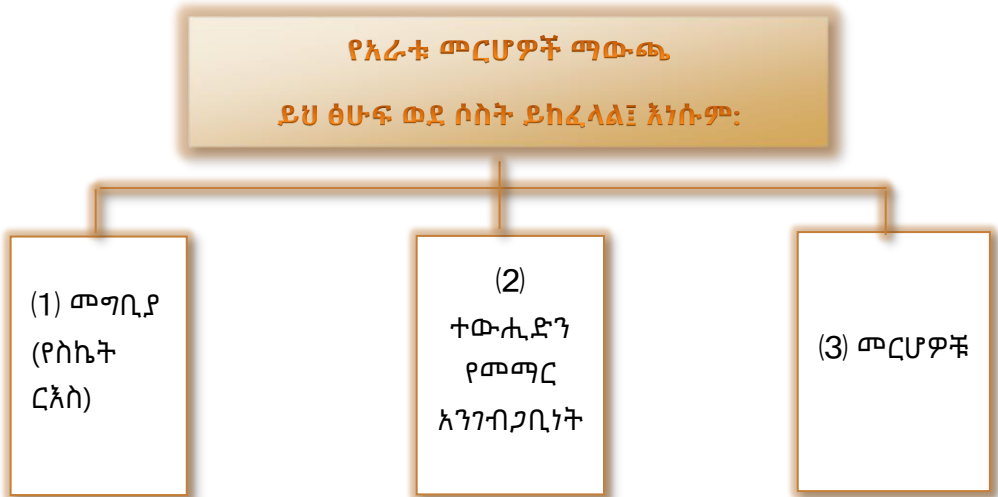 የአራቱ መርሆዎች ማውጫ
ይህ ፅሁፍ ወደ ሶስት ይከፈላል፤ እነሱም:
(1) መግቢያ
(የስኬት
ርእስ)
(2)
ተውሒድን
የመማር
አንገብጋቢነት
(3) መርሆዎቹ